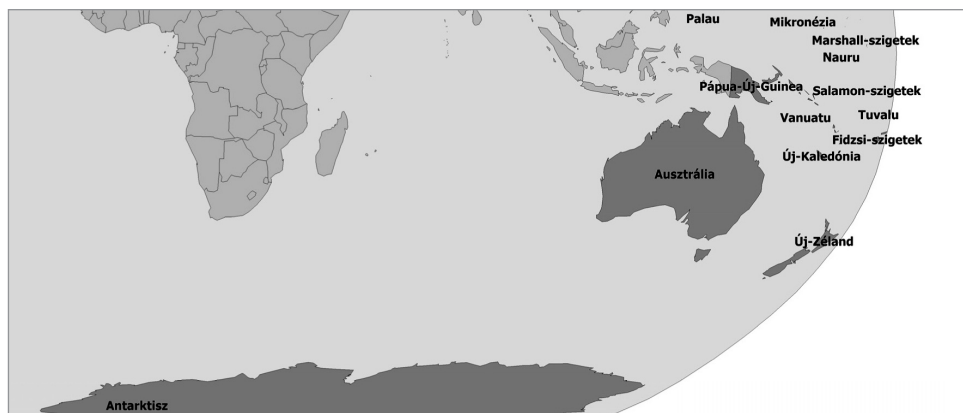 Palau
Mikronézia
Marshall-szigetek
Nauru
Pápua-Új-Guinea
Salamon-szigetek
Vanuatu
Tuvalu
Fidzsi-szigetek
Új-Kaledónia
Ausztrália
Új-Zéland
Antarktisz